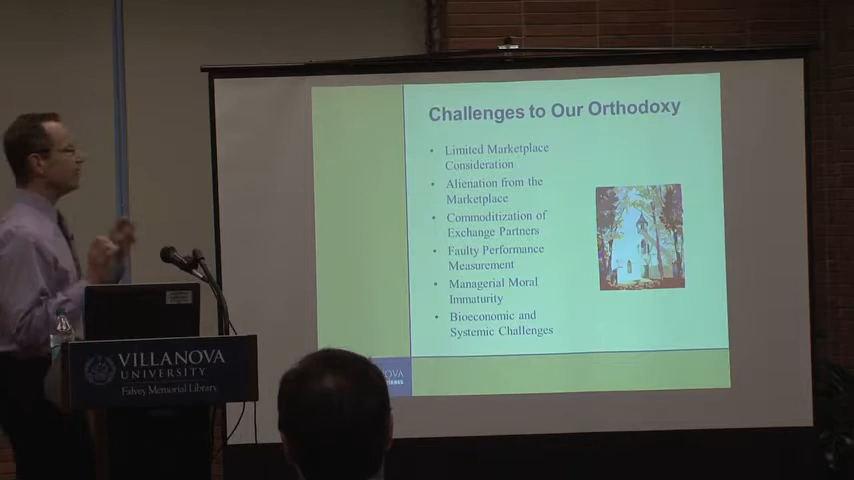 Challenges to Our Orthodoxy
• Limited Marketplace
Consideration
• Alienation from the
Marketplace
• Commoditization of
Exchange Partners
• Faulty Performance
Measurement
• Managerial Moral
Immaturity
• Bioeconomic and
Systemic Challenges
VILLANOVA
UNIVERSITY
Falvey Memorial Library